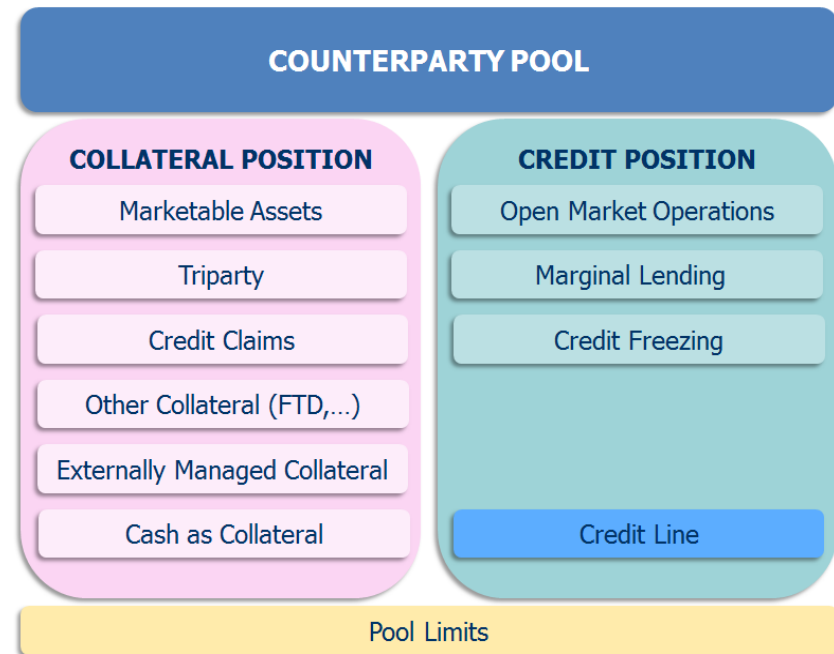 COUNTERPARTY POOL
COLLATERAL POSITION
Marketable Assets
Triparty
Credit Claims
Other Collateral (FTD,...)
Externally Managed Collateral
Cash as Collateral
CREDIT POSITION
Open Market Operations
Marginal Lending
Credit Freezing
Credit Line
Pool Limits